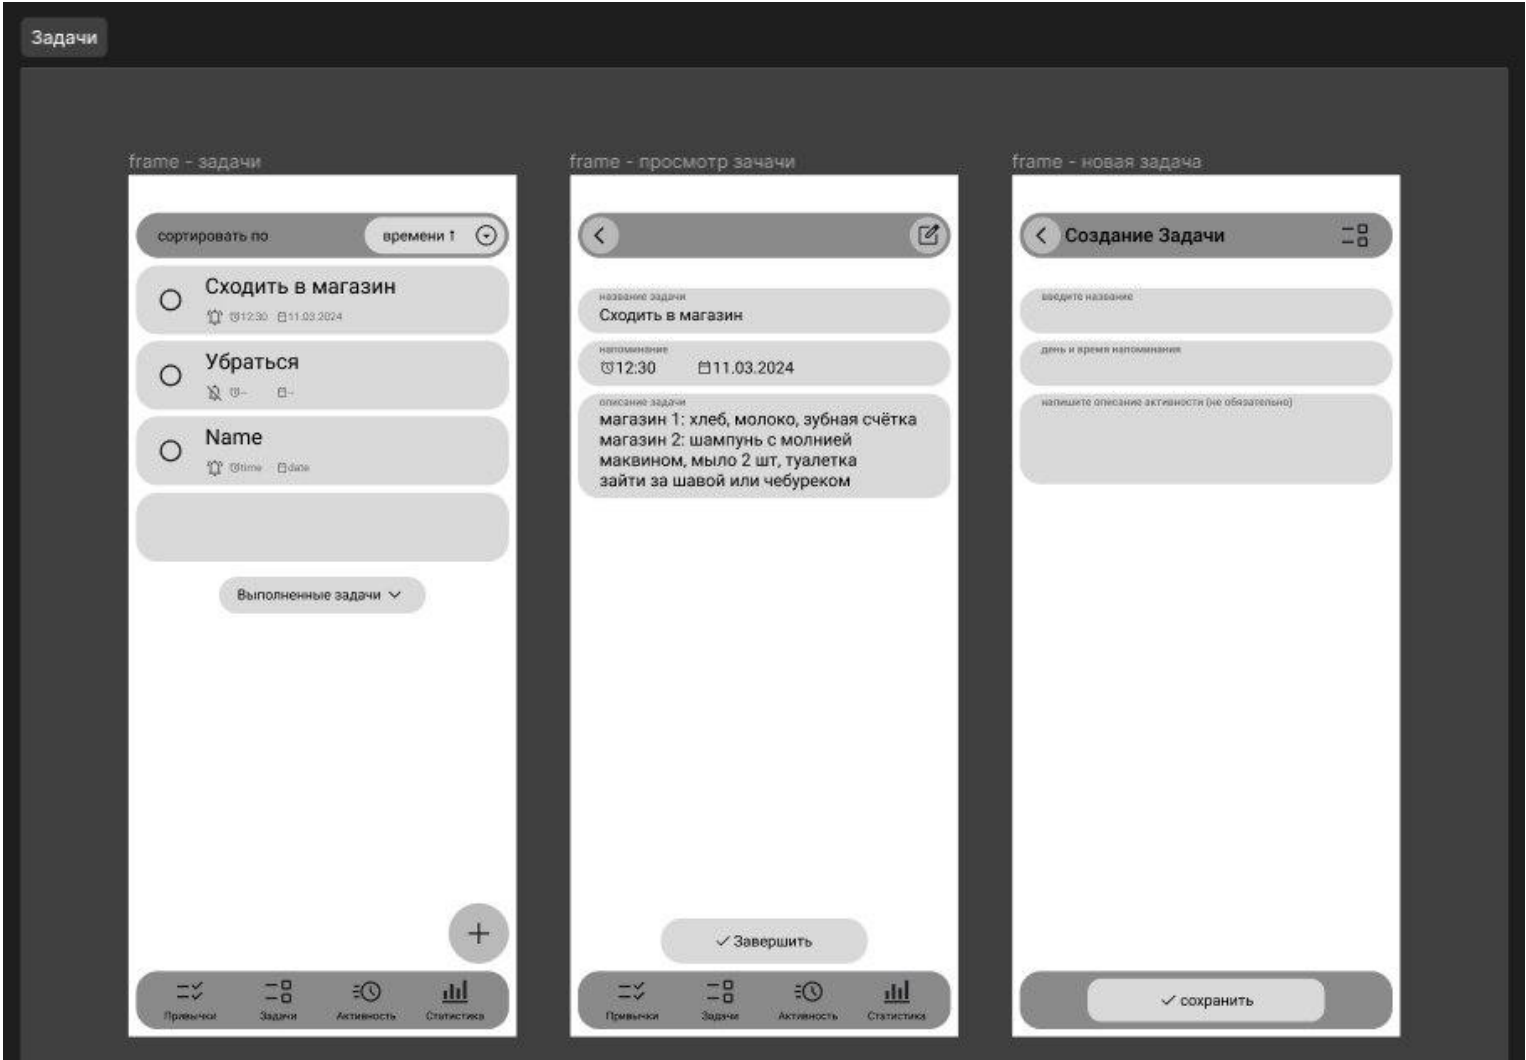 Задачи
frame - задачи
сортировать по
времени ↑
Сходить в магазин
12:30 11.03.2024
Убраться
-- --
Name
time date
Выполненные задачи
+
Привычки Задачи Активность Статистика
frame - просмотр зачачи
название задачи
Сходить в магазин
напоминание
12:30 11.03.2024
описание задачи
магазин 1: хлеб, молоко, зубная счётка
магазин 2: шампунь с молнией
маквином, мыло 2 шт, туалетка
зайти за шавой или чебуреком
Завершить
Привычки Задачи Активность Статистика
frame - новая задача
Создание Задачи
введите название
день и время напоминания
напишите описание активности (не обязательно)
сохранить